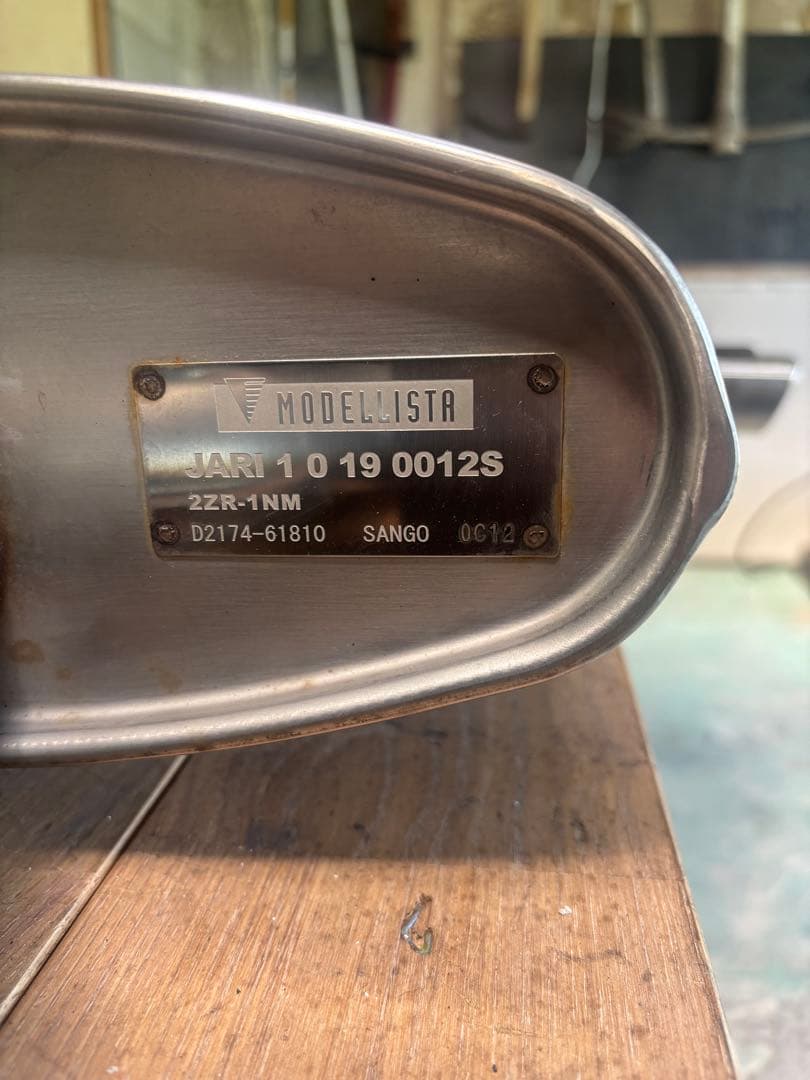 MODELLISTA
JARI 1 0 19 0012S
2ZR-1NM
D2174-61810 SANGO 0C12